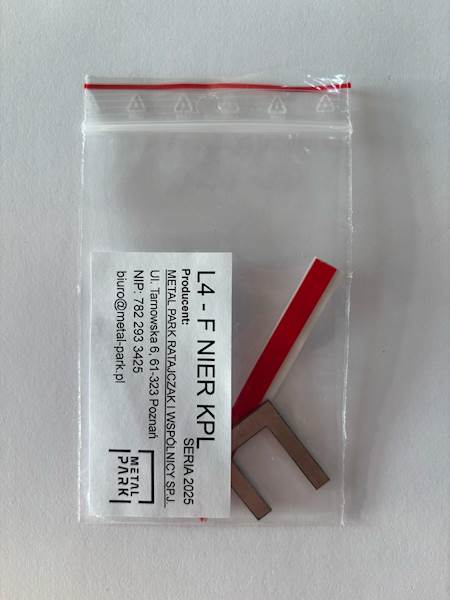 L4 - F NIER KPL
SERIA 2025
Producent:
METAL PARK RATAJCZAK I WSPÓLNICY SP.J.
Ul. Tarnowska 6, 61-323 Poznań
NIP: 782 293 3425
biuro@metal-park.pl
METAL
PARK